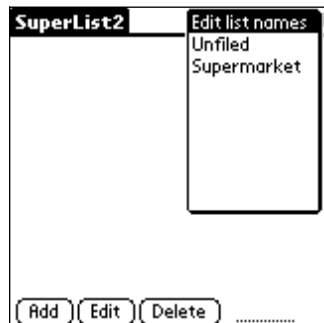 SuperList2
Edit list names
Unfiled
Supermarket
Add Edit Delete